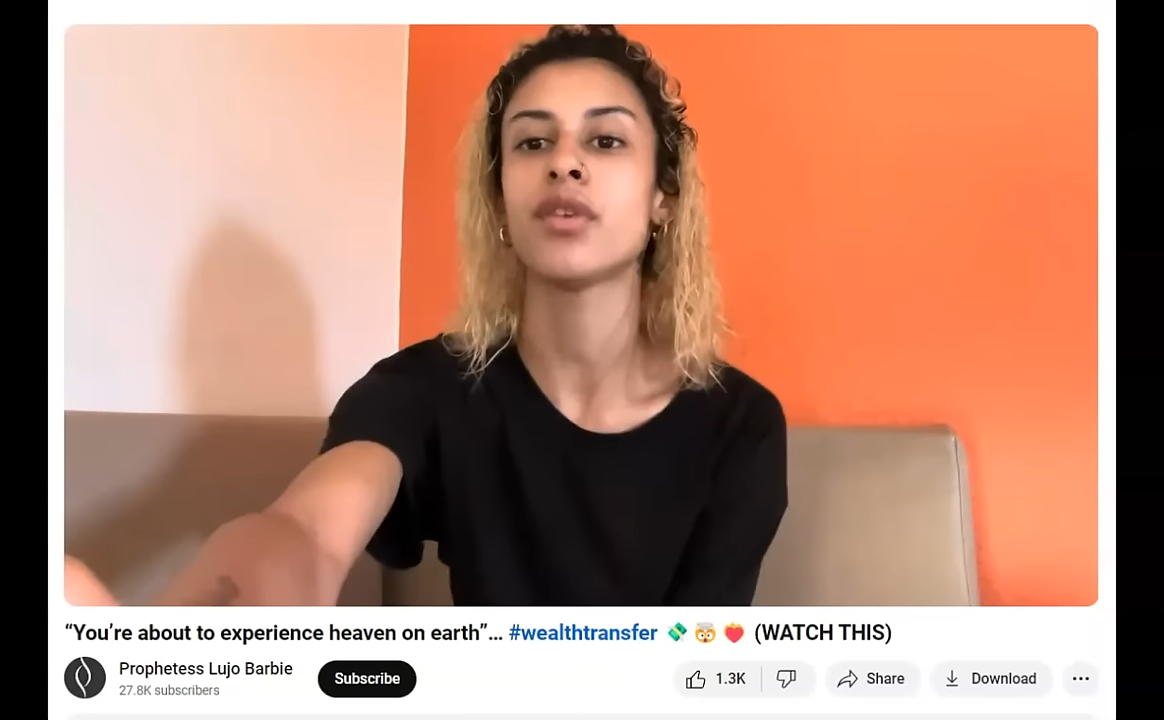 “You’re about to experience heaven on earth”... #wealthtransfer 💸 🤯 ❤️‍🔥 (WATCH THIS)
Prophetess Lujo Barbie
27.8K subscribers
Subscribe
1.3K
Share
Download